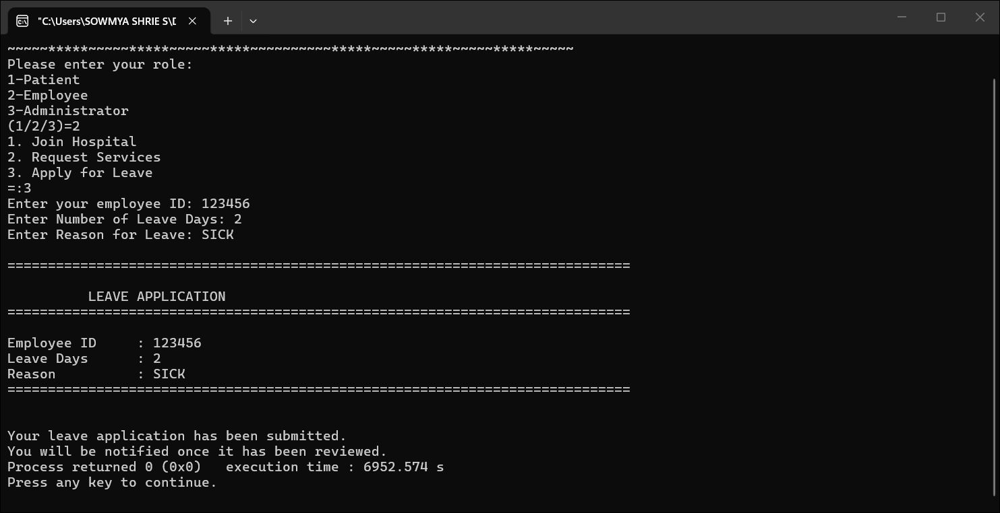 "C:\Users\SOWMYA SHRIE S\D
~~~~~*****~~~~~*****~~~~~*****~~~~~~~~~~*****~~~~~*****~~~~~*****~~~~~
Please enter your role:
1-Patient
2-Employee
3-Administrator
(1/2/3)=2
1. Join Hospital
2. Request Services
3. Apply for Leave
=:3
Enter your employee ID: 123456
Enter Number of Leave Days: 2
Enter Reason for Leave: SICK
=============================================================================
LEAVE APPLICATION
=============================================================================
Employee ID     : 123456
Leave Days      : 2
Reason          : SICK
=============================================================================
Your leave application has been submitted.
You will be notified once it has been reviewed.
Process returned 0 (0x0)   execution time : 6952.574 s
Press any key to continue.